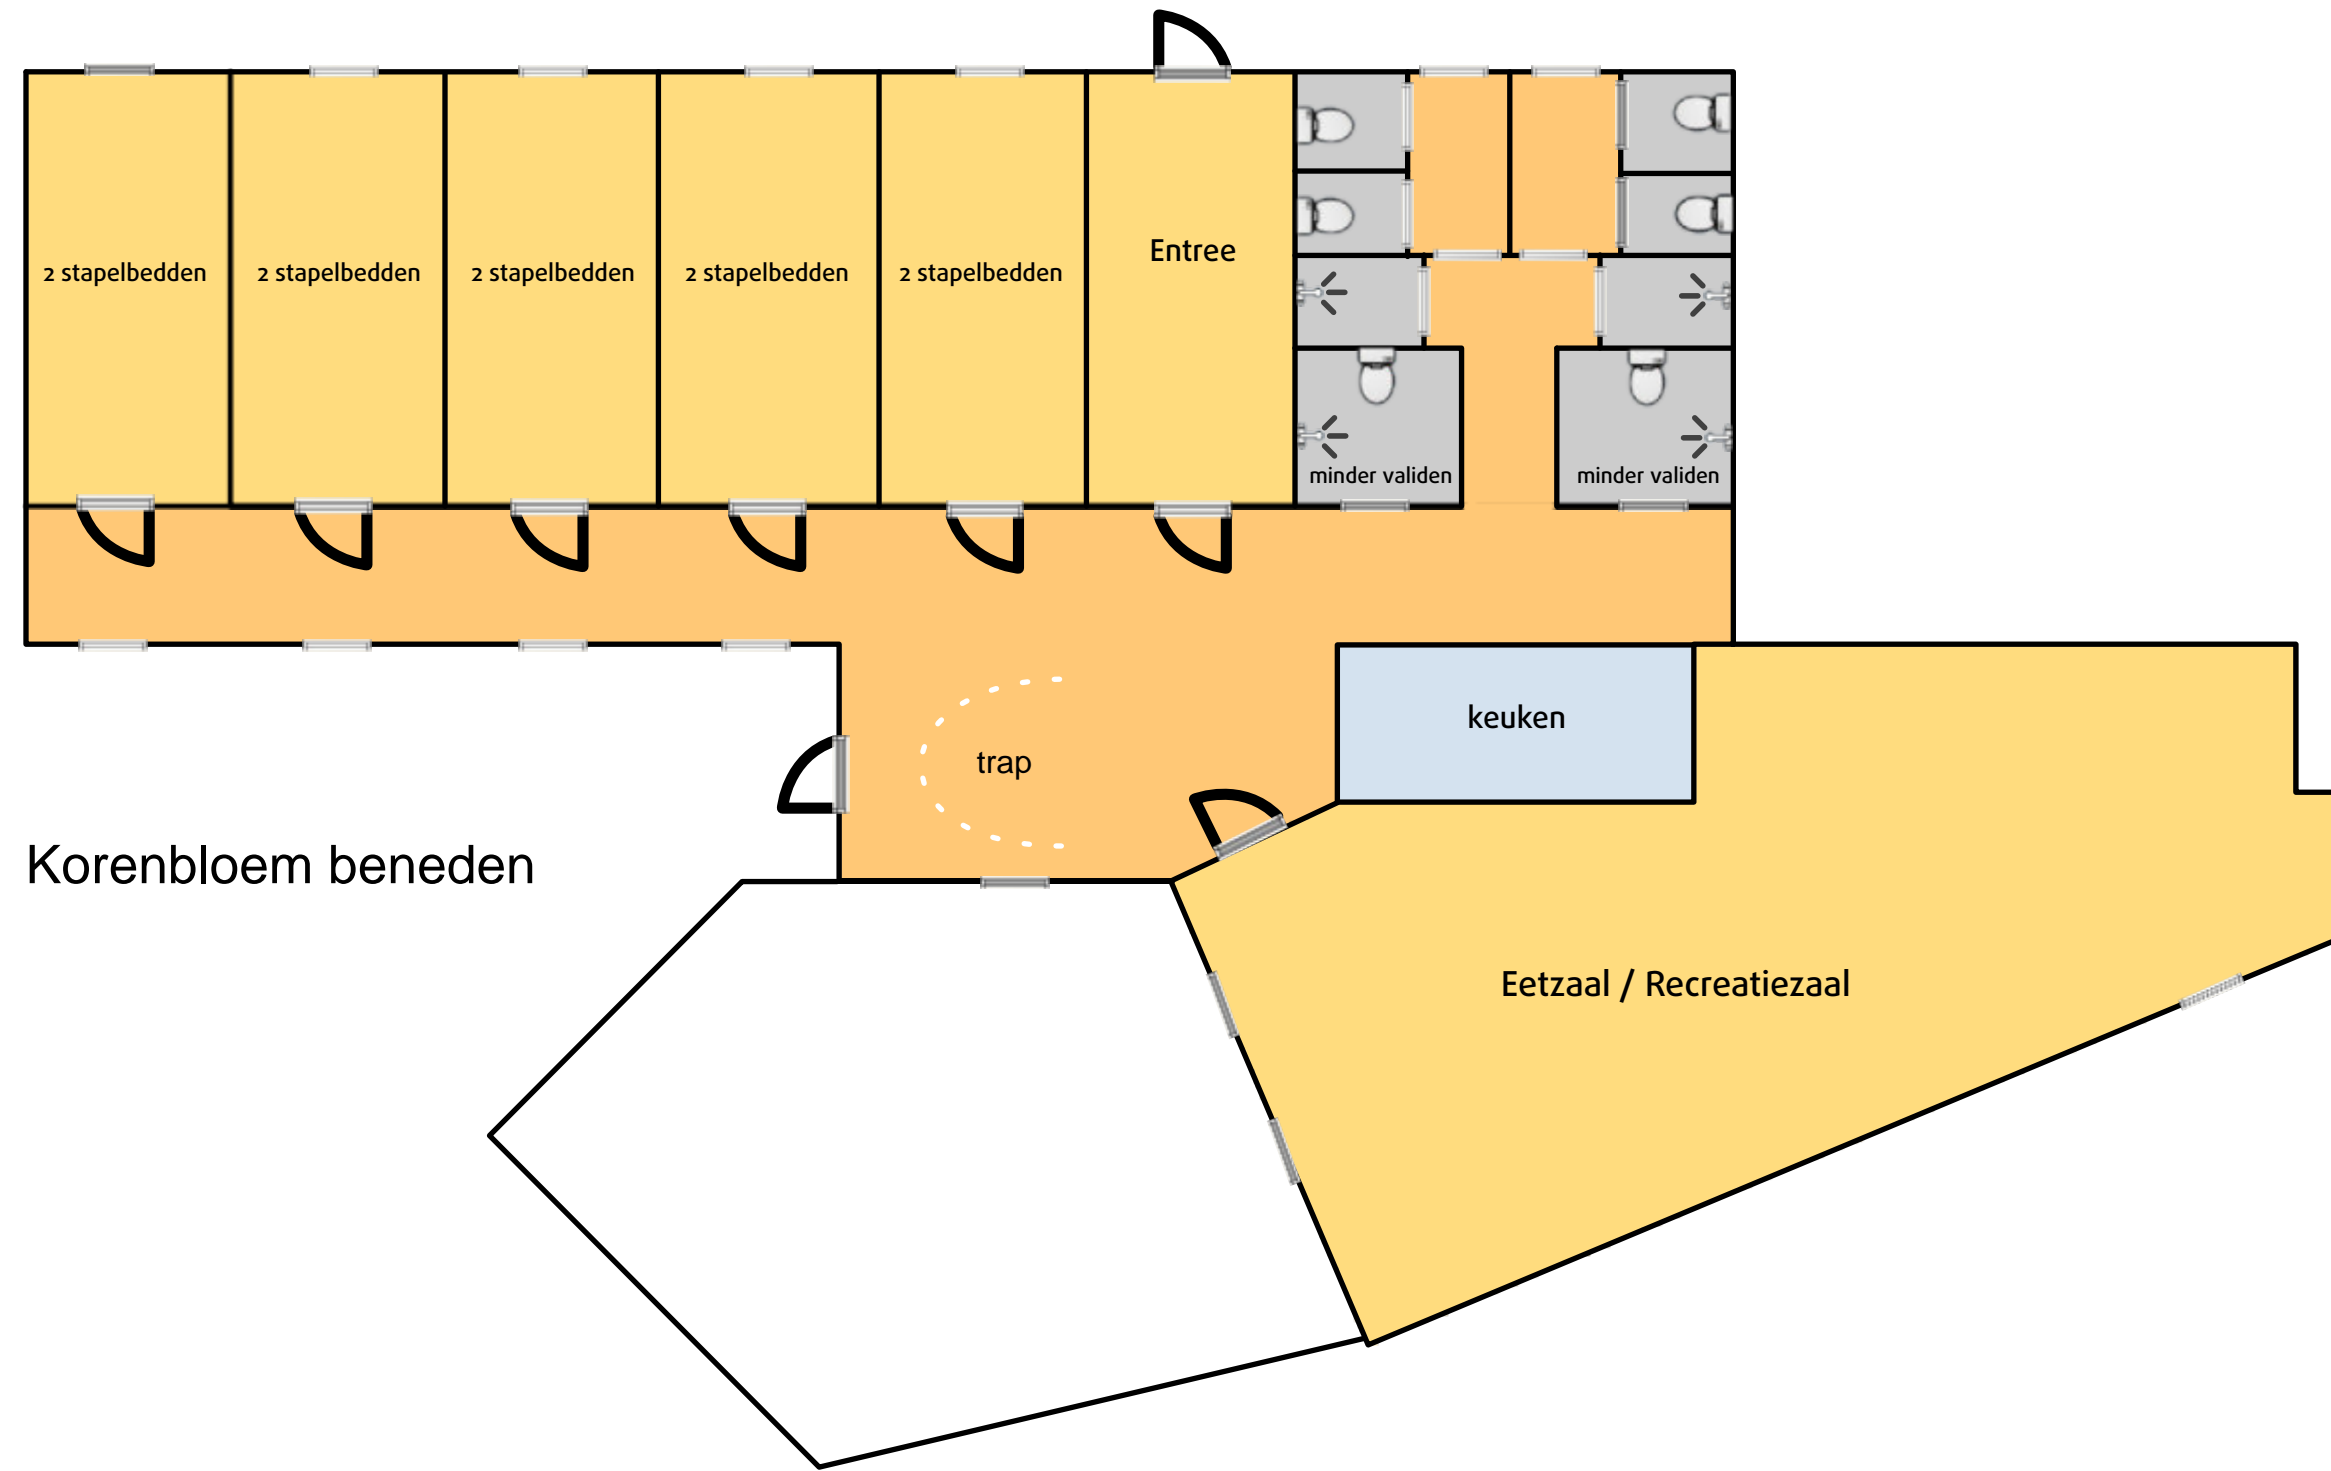 2 stapelbedden
2 stapelbedden
2 stapelbedden
2 stapelbedden
2 stapelbedden
Entree
minder validen
minder validen
keuken
trap
Korenbloem beneden
Eetzaal / Recreatiezaal